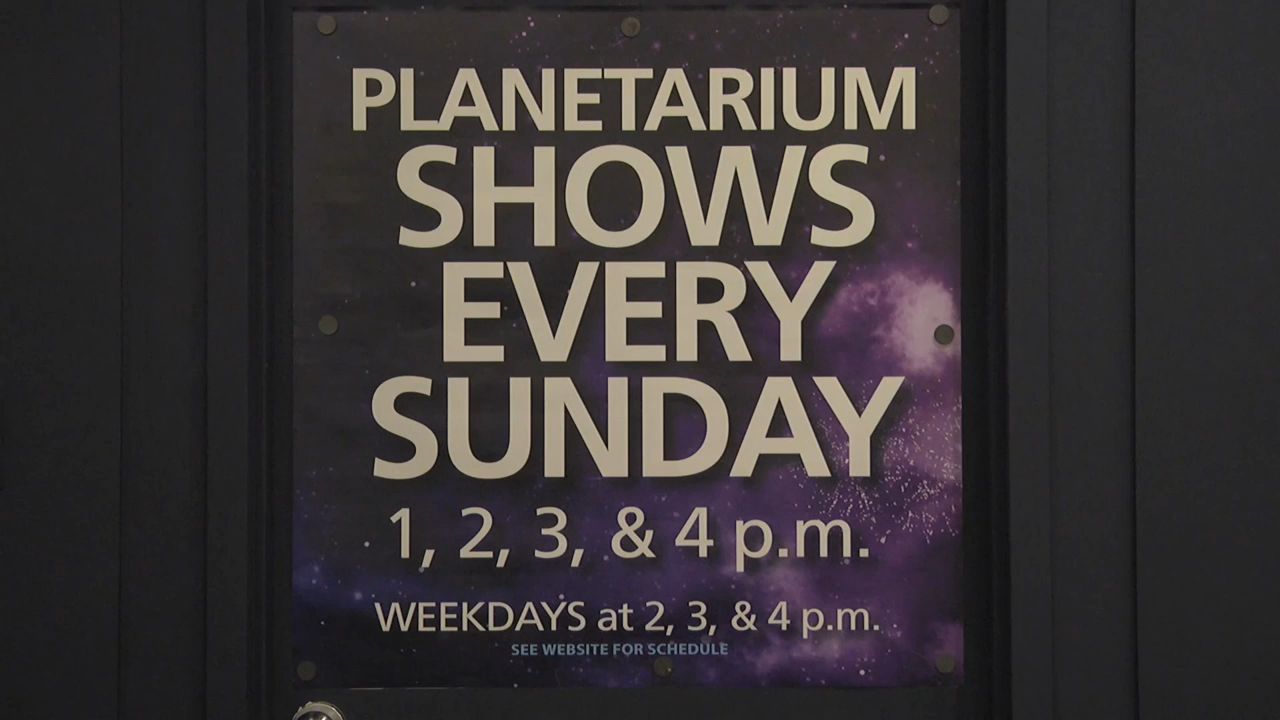 PLANETARIUM
SHOWS
EVERY
SUNDAY
1, 2, 3, & 4 p.m.
WEEKDAYS at 2, 3, & 4 p.m.
SEE WEBSITE FOR SCHEDULE